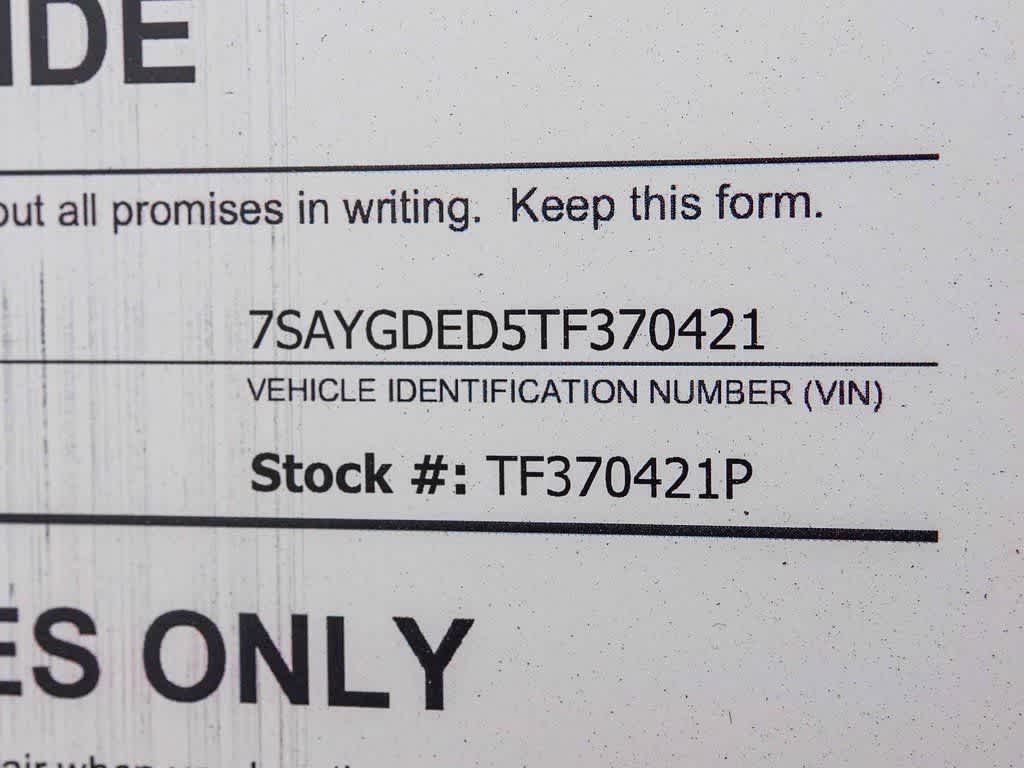 IDE
out all promises in writing. Keep this form.
7SAYGDED5TF370421
VEHICLE IDENTIFICATION NUMBER (VIN)
Stock #: TF370421P
ES ONLY